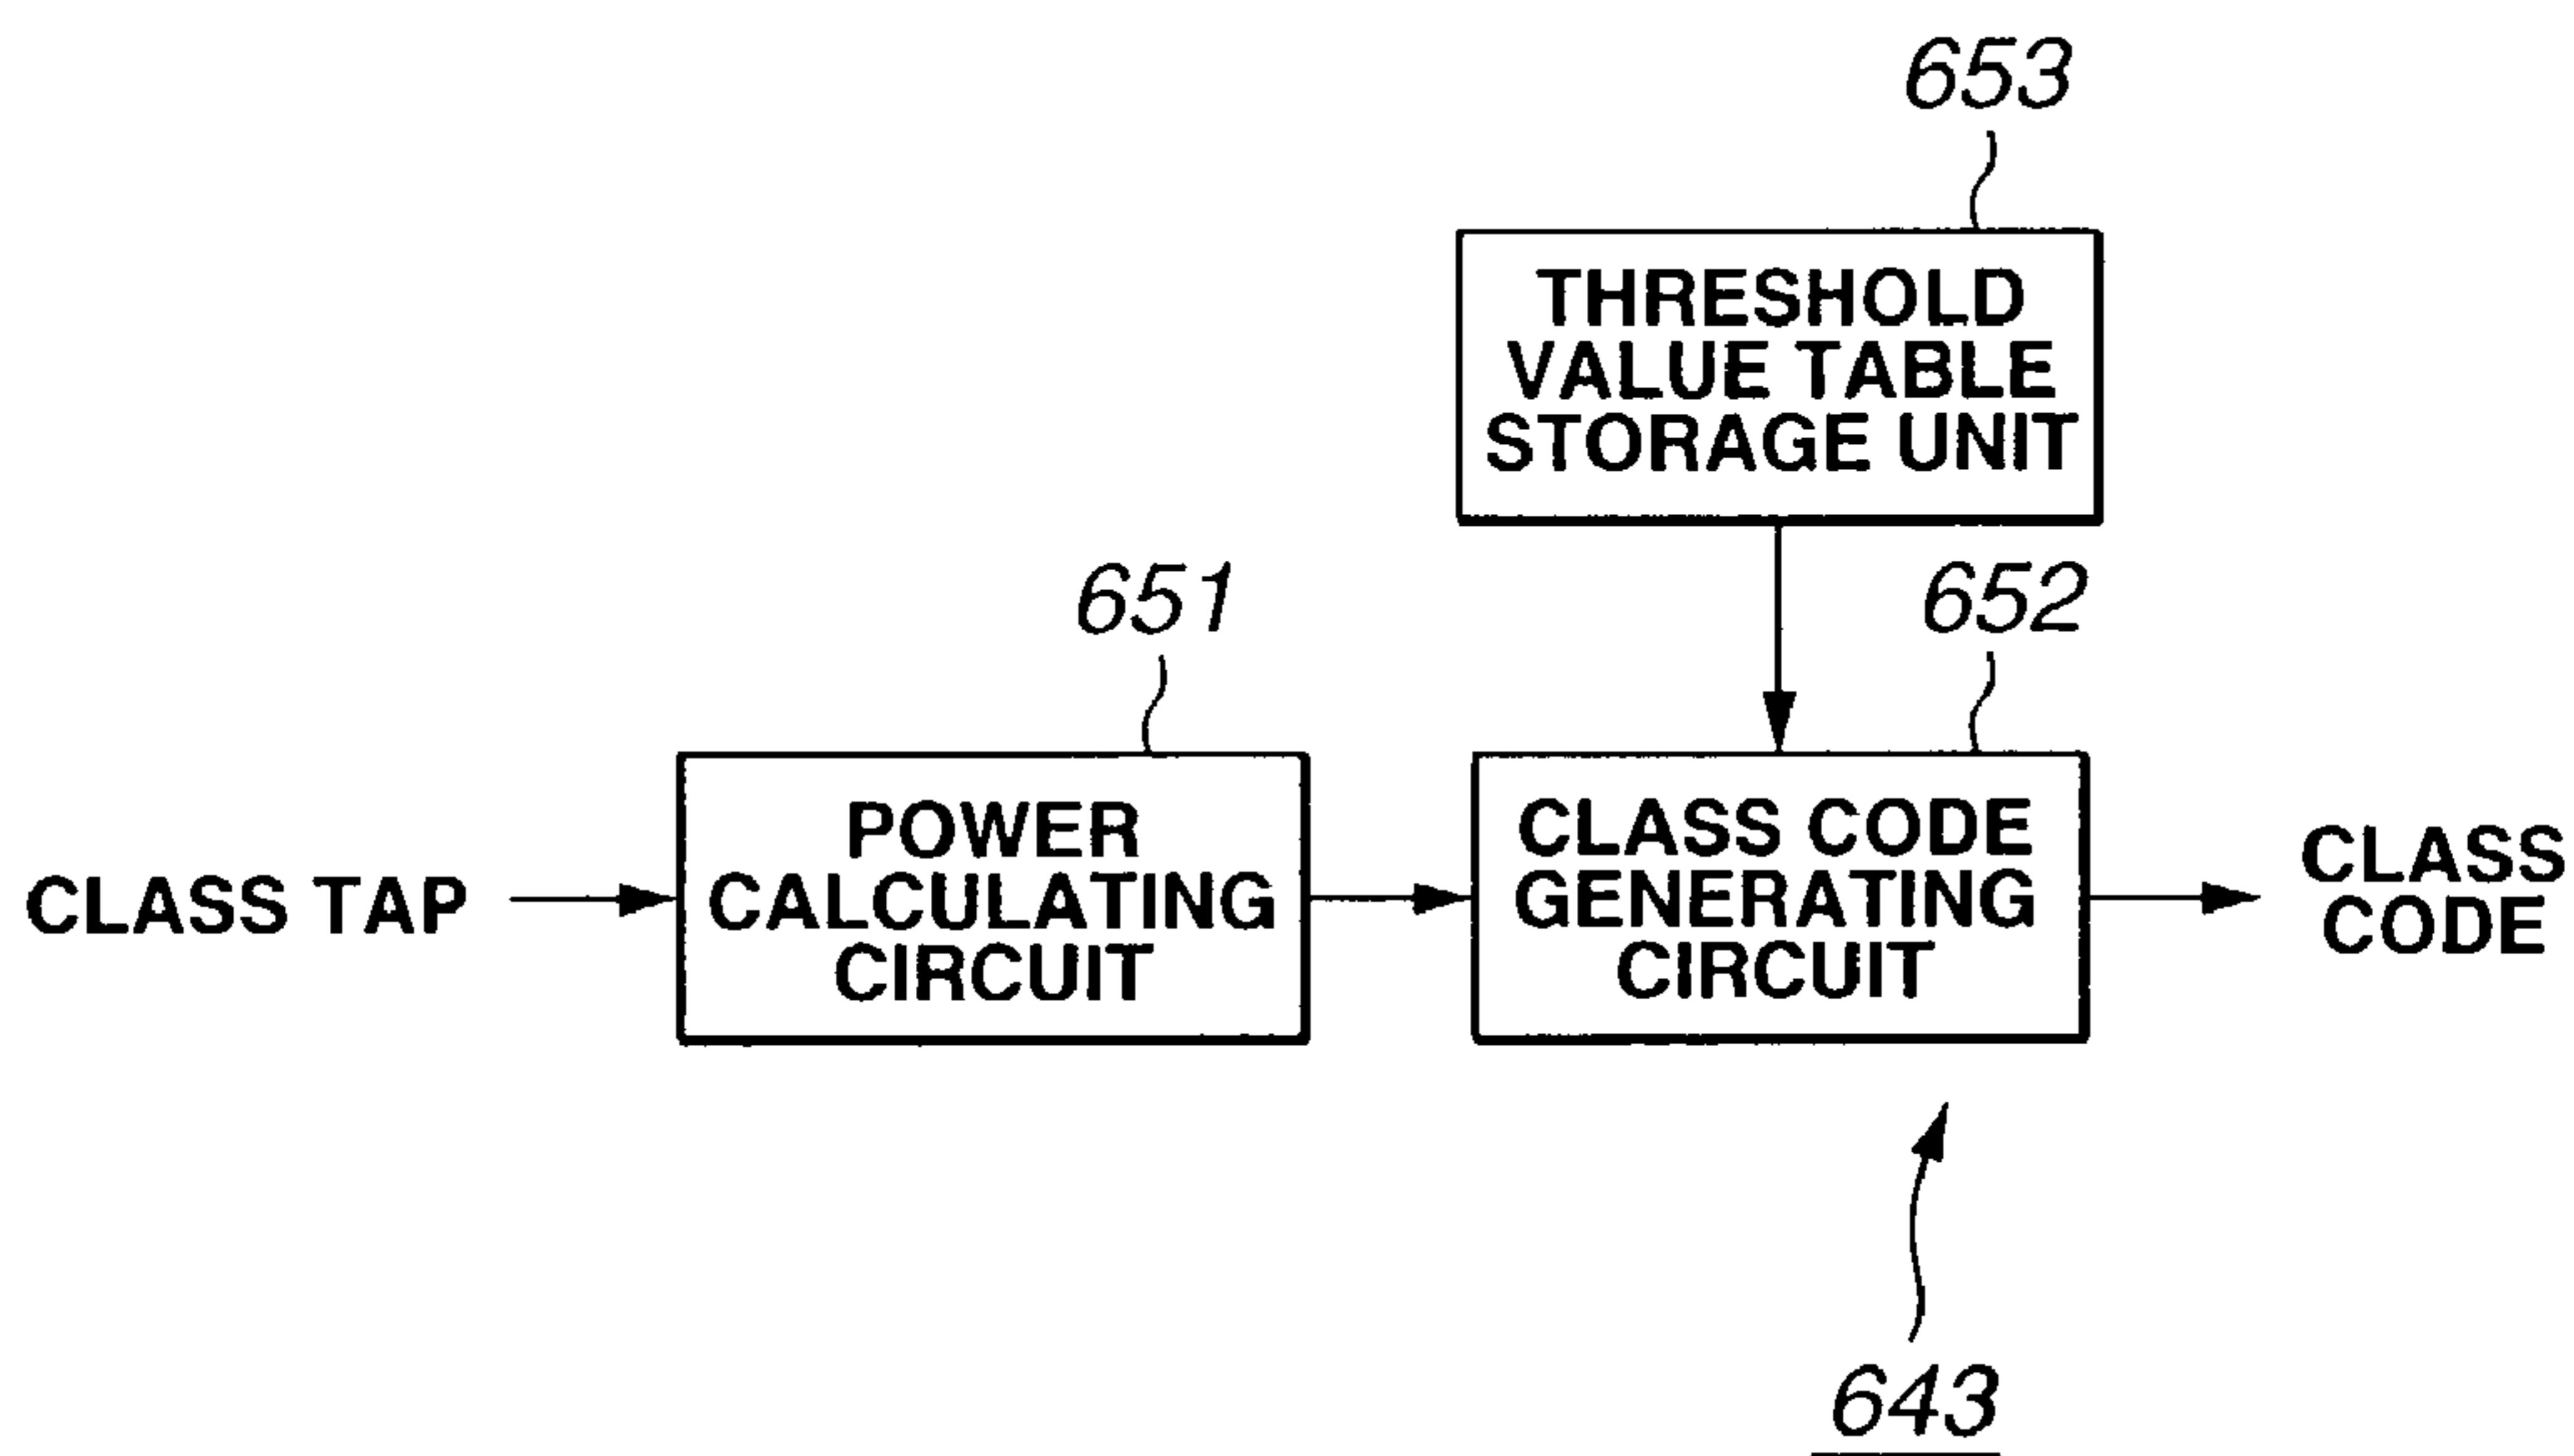 653
THRESHOLD
VALUE TABLE
STORAGE UNIT
651
652
CLASS TAP
POWER
CALCULATING
CIRCUIT
CLASS CODE
GENERATING
CIRCUIT
CLASS
CODE
643